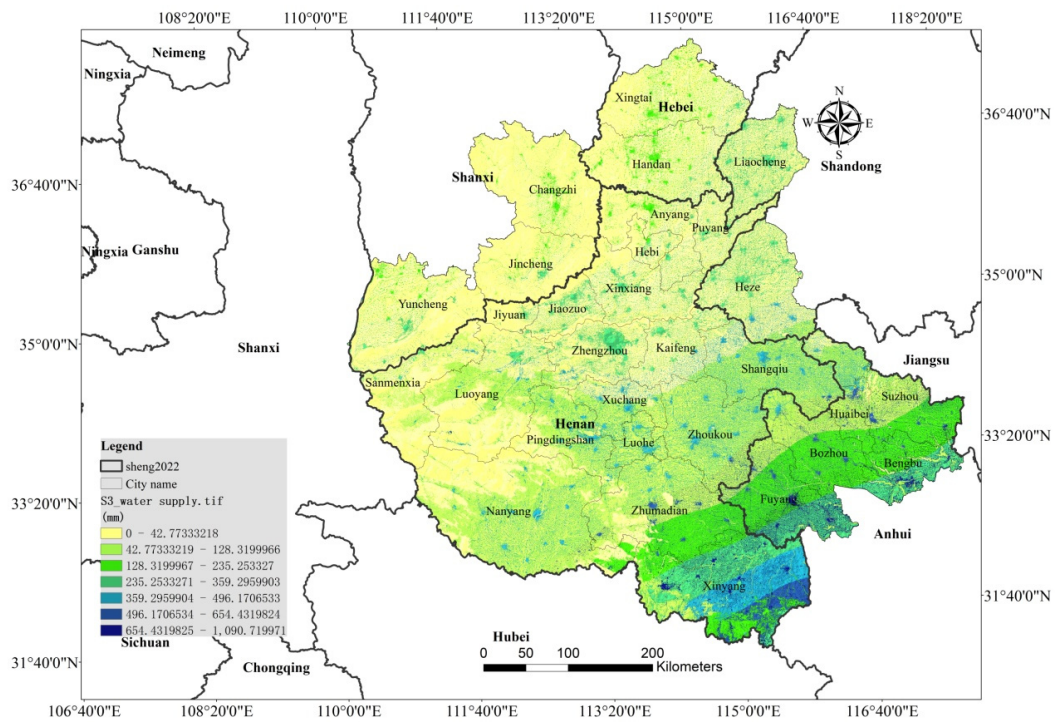 108°20'0"E 110°0'0"E 111°40'0"E 113°20'0"E 115°0'0"E 116°40'0"E 118°20'0"E
Neimeng
Ningxia
Xingtai
Hebei
36°40'0"N
N
W E
S
Handan
Liaocheng
Shandong
36°40'0"N
Shanxi
Changzhi
Anyang
Puyang
Ningxia
Ganshu
Hebi
Jincheng
35°0'0"N
Xinxiang
Heze
Yuncheng
Jiyuan
Jiaozuo
35°0'0"N
Shanxi
Zhengzhou
Kaifeng
Jiangsu
Shangqiu
Sanmenxia
Luoyang
Suzhou
Xuchang
Huaibei
Henan
33°20'0"N
Pingdingshan
Luohe
Zhoukou
Bozhou
Bengbu
Legend
sheng2022
City name
S3_water supply.tif
(mm)
0 - 42.77333218
42.77333219 - 128.3199966
128.3199967 - 235.253327
235.2533271 - 359.2959903
359.2959904 - 496.1706533
496.1706534 - 654.4319824
654.4319825 - 1,090.719971
33°20'0"N
Fuyang
Nanyang
Zhumadian
Anhui
Xinyang
31°40'0"N
Sichuan
Hubei
Chongqing
0 50 100 200
Kilometers
31°40'0"N
106°40'0"E 108°20'0"E 110°0'0"E 111°40'0"E 113°20'0"E 115°0'0"E 116°40'0"E